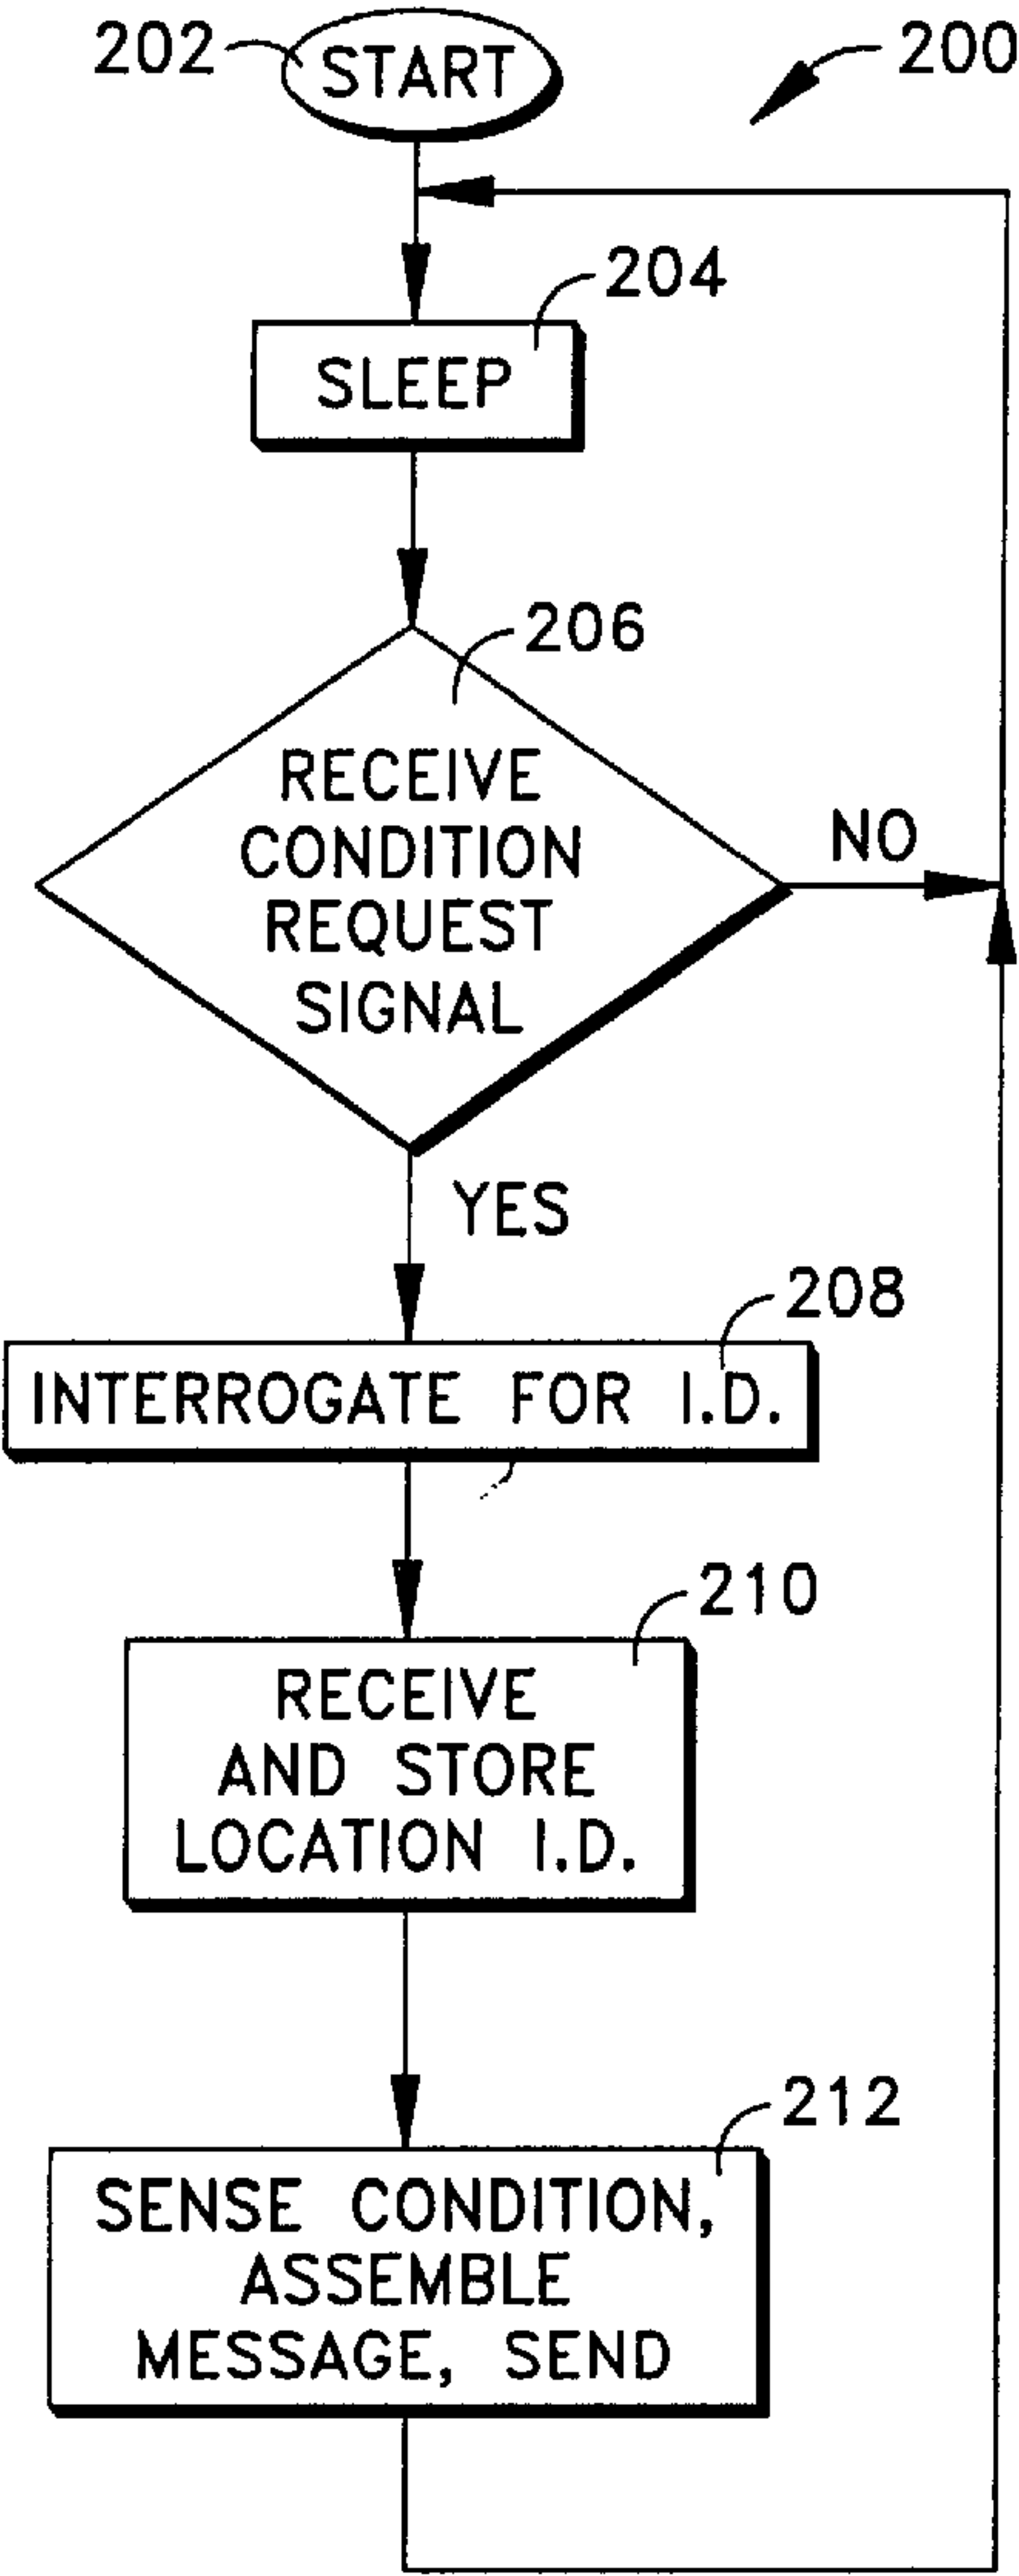 202
START
200
204
SLEEP
206
RECEIVE
CONDITION
REQUEST
SIGNAL
NO
YES
208
INTERROGATE FOR I.D.
210
RECEIVE
AND STORE
LOCATION I.D.
212
SENSE CONDITION,
ASSEMBLE
MESSAGE, SEND